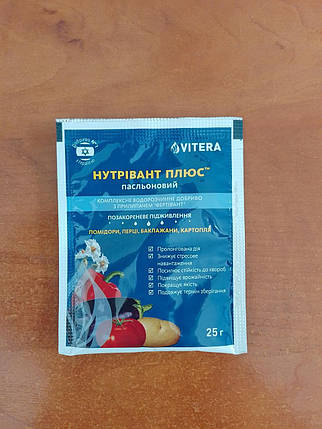 VITERA
НУТРІВАНТ ПЛЮС™
пасльоновий
КОМПЛЕКСНЕ ВОДОРОЗЧИННЕ ДОБРИВО
З ПРИЛИПАЧЕМ "ФЕРТІВАНТ"
ПОЗАКОРЕНЕВЕ ПІДЖИВЛЕННЯ
ПОМІДОРИ, ПЕРЦІ, БАКЛАЖАНИ, КАРТОПЛЯ
Пролонгована дія
Знижує стресове
навантаження
Посилює стійкість до хвороб
Підвищує врожайність
Покращує якість
Подовжує термін зберігання
25 г